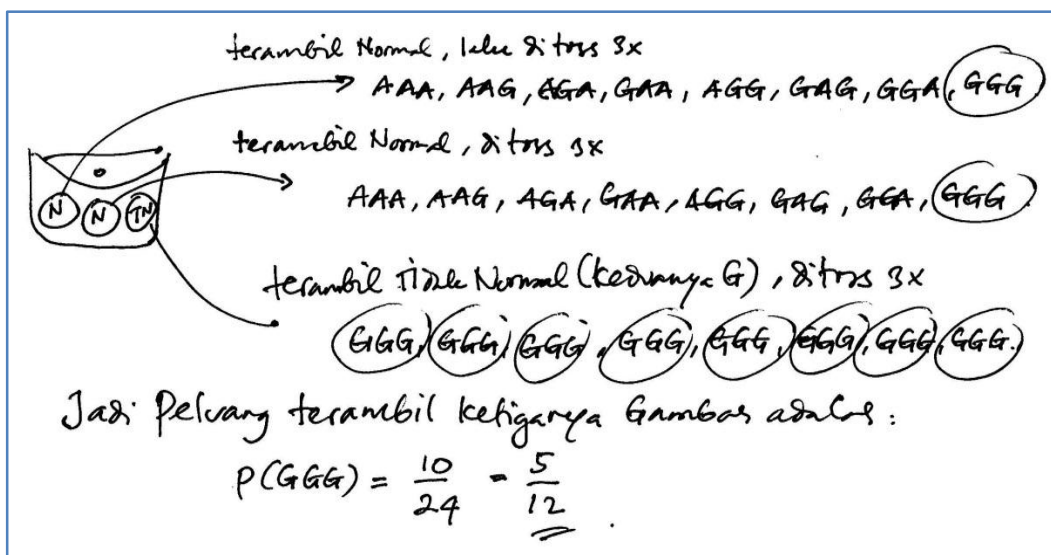 terambil Normal, lalu ditoss 3x
AAA, AAG, AGA, GAA, AGG, GAG, GGA, GGG
terambil Normal, ditoss 3x
N N TN
AAA, AAG, AGA, GAA, AGG, GAG, GGA, GGG
terambil Tidak Normal (keduanya G), ditoss 3x
GGG, GGG, GGG, GGG, GGG, GGG, GGG, GGG.
Jadi Peluang terambil ketiganya Gambar adalah:
P(GGG) = 10/24 = 5/12.